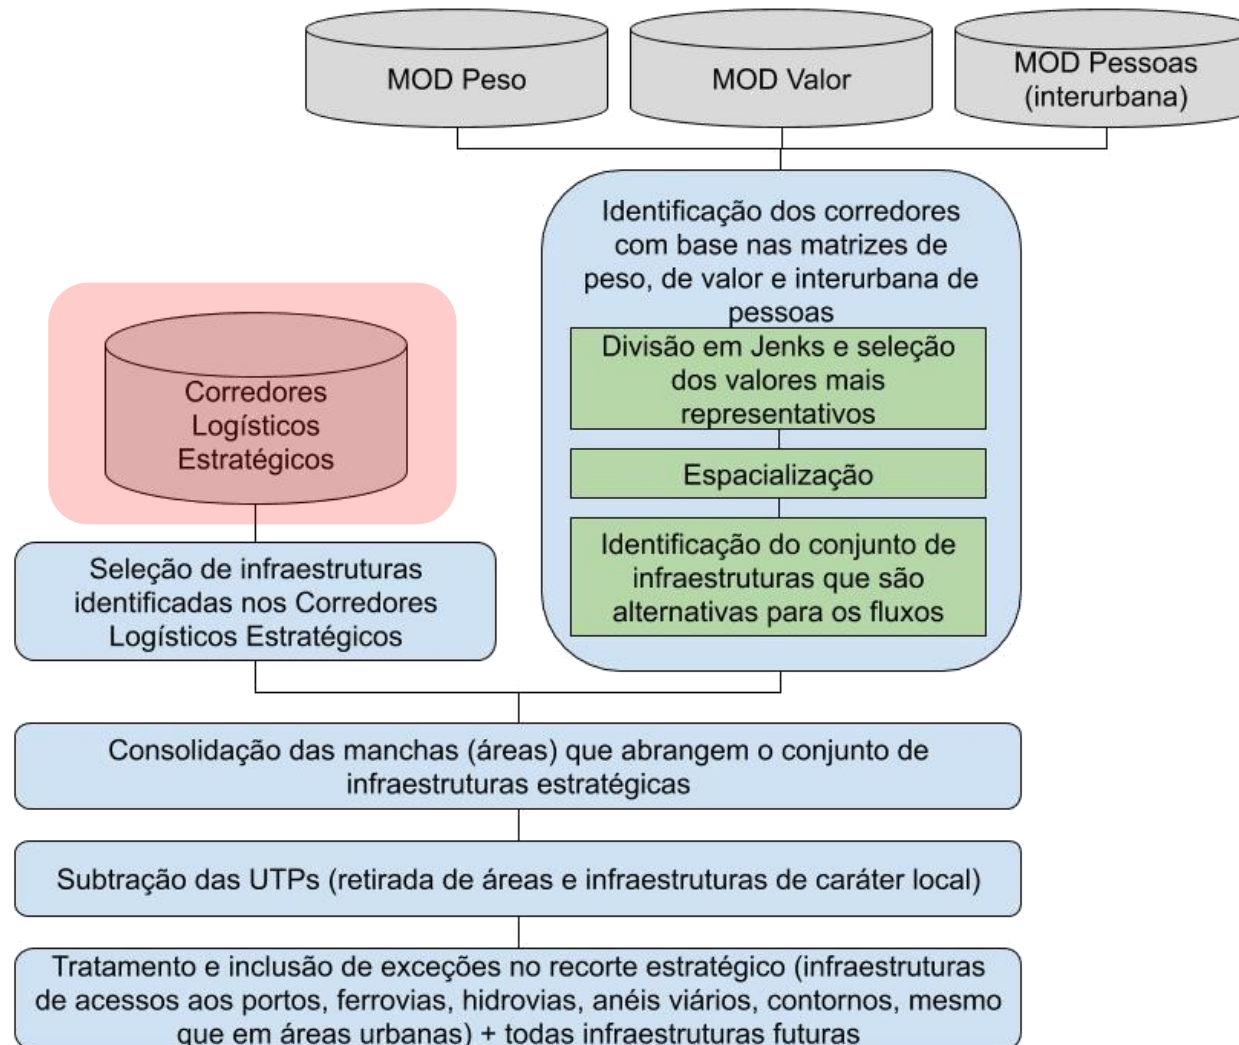 MOD Peso
MOD Valor
MOD Pessoas
(interurbana)
Identificação dos corredores
com base nas matrizes de
peso, de valor e interurbana de
pessoas
Divisão em Jenks e seleção
dos valores mais
representativos
Espacialização
Identificação do conjunto de
infraestruturas que são
alternativas para os fluxos
Corredores
Logísticos
Estratégicos
Seleção de infraestruturas
identificadas nos Corredores
Logísticos Estratégicos
Consolidação das manchas (áreas) que abrangem o conjunto de
infraestruturas estratégicas
Subtração das UTPs (retirada de áreas e infraestruturas de caráter local)
Tratamento e inclusão de exceções no recorte estratégico (infraestruturas
de acessos aos portos, ferrovias, hidrovias, anéis viários, contornos, mesmo
que em áreas urbanas) + todas infraestruturas futuras